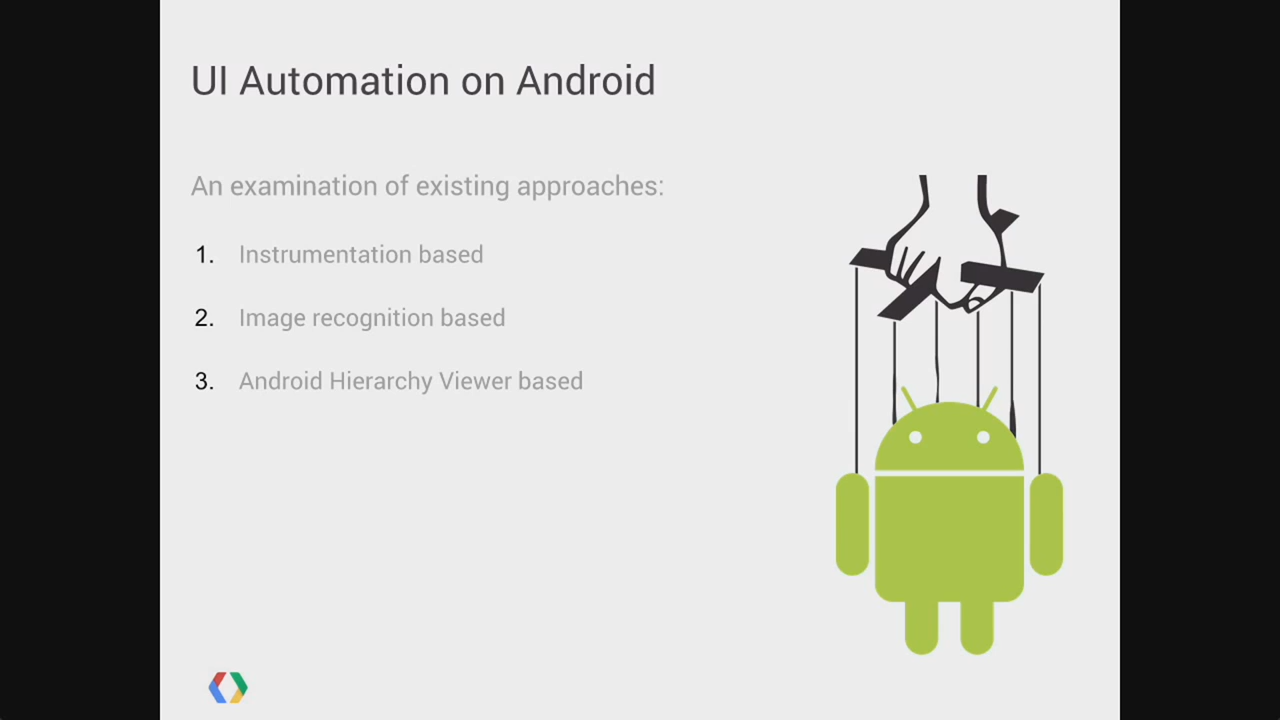 UI Automation on Android
An examination of existing approaches:
1. Instrumentation based
2. Image recognition based
3. Android Hierarchy Viewer based